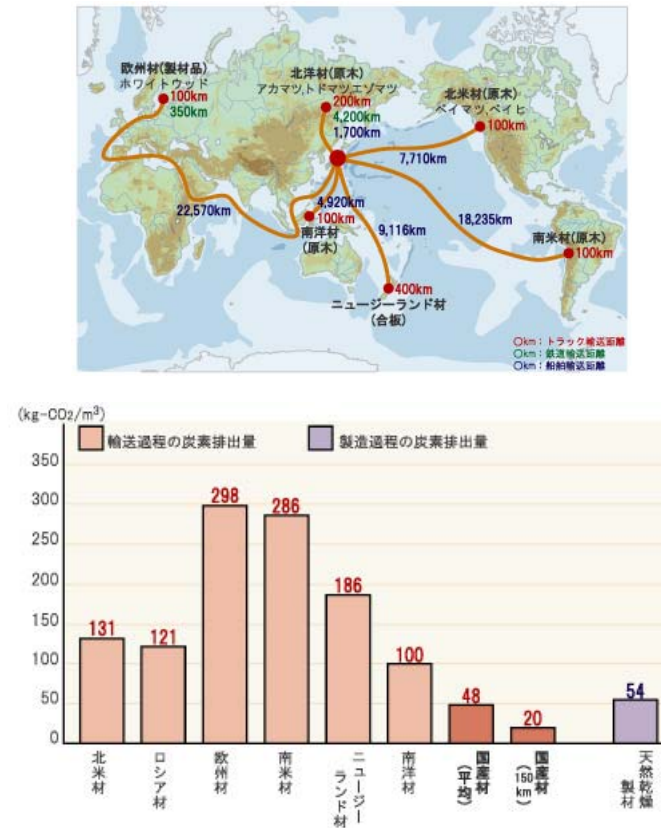 欧州材(製材品)
ホワイトウッド
100km
350km
北洋材(原木)
アカマツ,トドマツエゾマツ
200km
4,200km
1,700km
北米材(原木)
ベイマツ,ベイヒ
100km
7,710km
22,570km
4,920km
100km
南洋材
(原木)
9,116km
18,235km
南米材(原木)
100km
400km
ニュージーランド材
(合板)
○km：トラック輸送距離
○km：鉄道輸送距離
○km：船舶輸送距離
(kg-CO2/m³)
輸送過程の炭素排出量
製造過程の炭素排出量
350
300
250
200
150
100
50
0
131
121
298
286
186
100
48
20
54
北米材
ロシア材
欧州材
南米材
ニュージーランド材
南洋材
国産材(平均)
国産材(150km)
天然乾燥製材